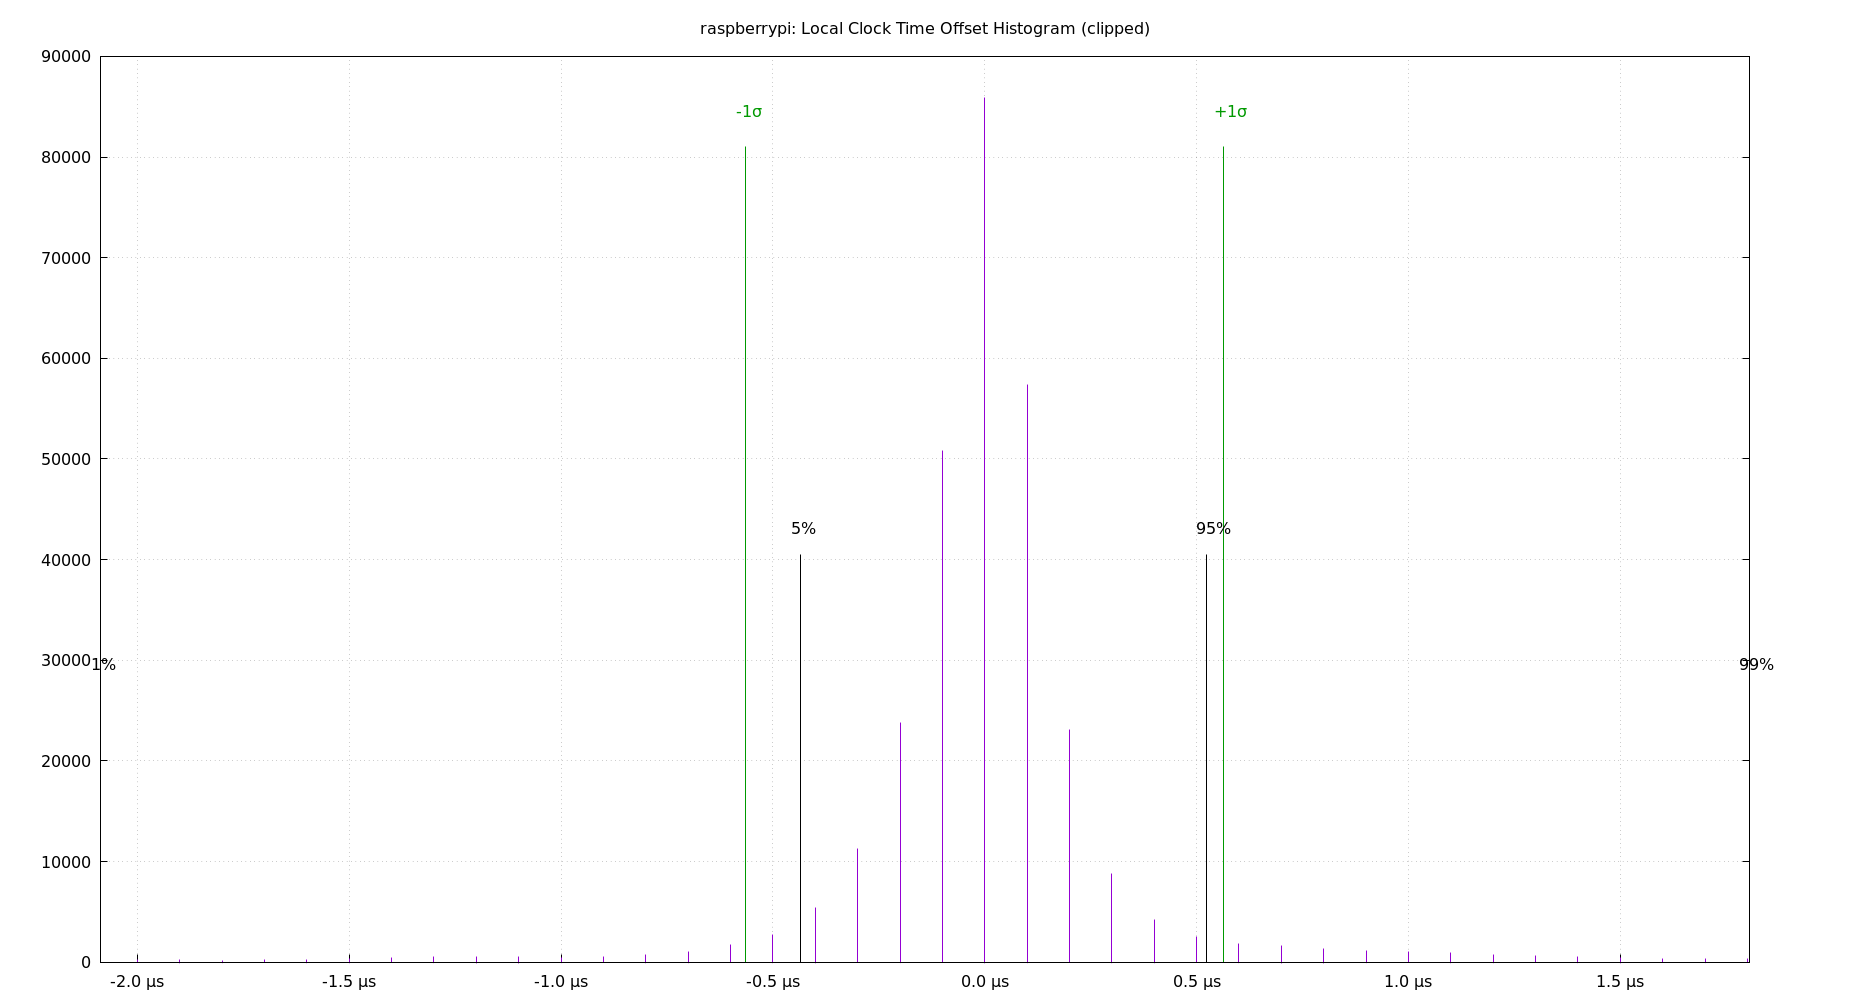 raspberrypi: Local Clock Time Offset Histogram (clipped)
90000
-1σ
+1σ
80000
70000
60000
50000
5%
95%
40000
30000
1%
99%
20000
10000
0
-2.0 µs
-1.5 µs
-1.0 µs
-0.5 µs
0.0 µs
0.5 µs
1.0 µs
1.5 µs